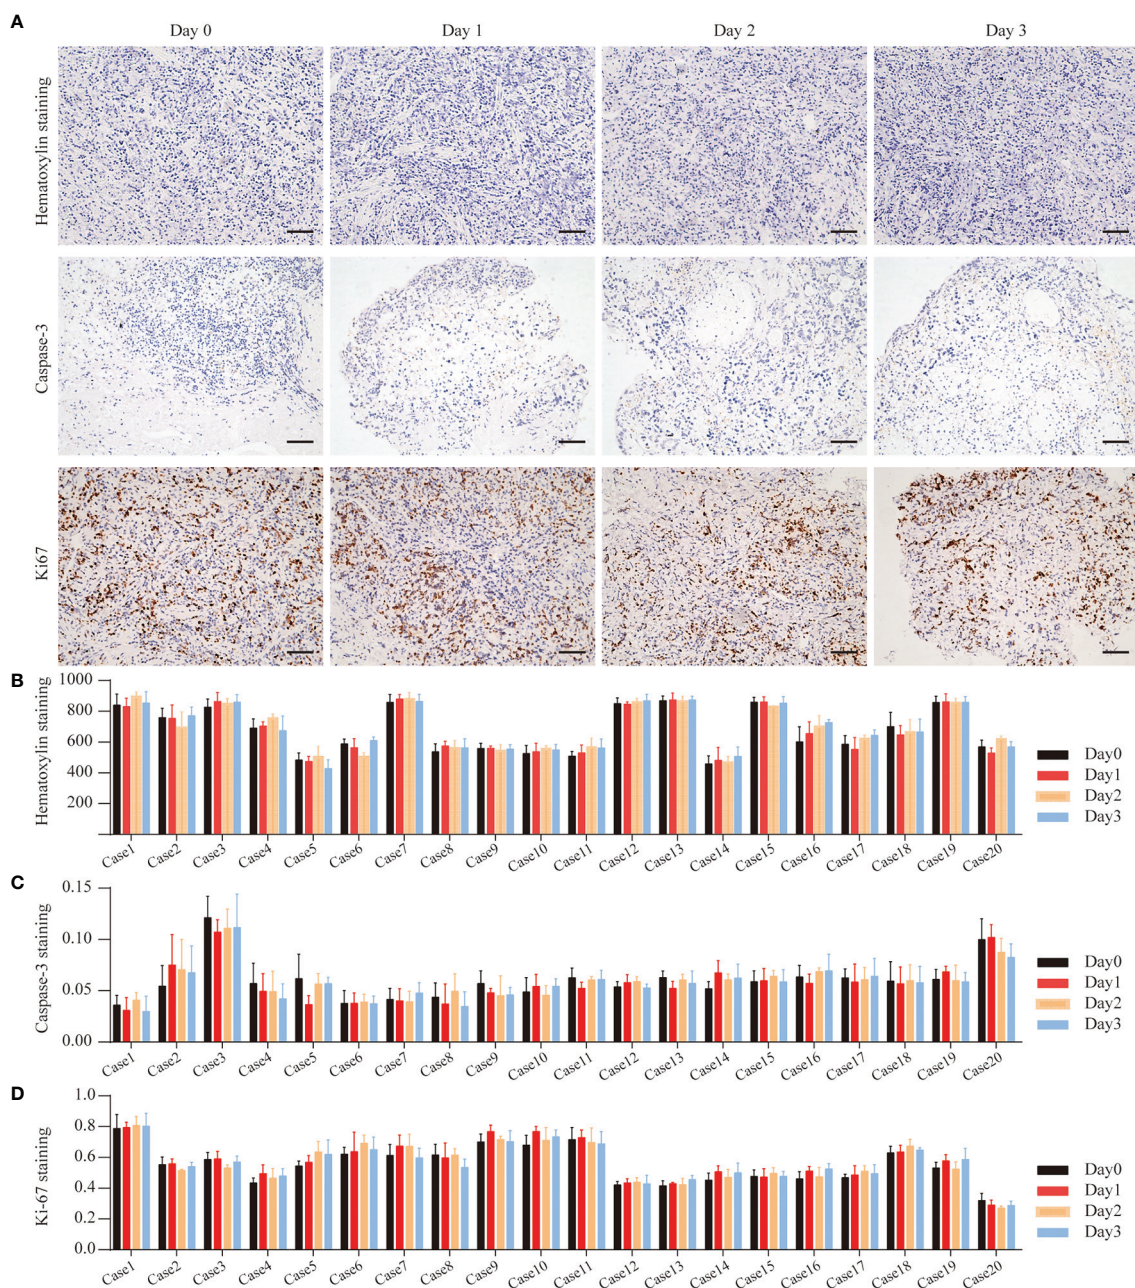 A
Day 0 Day 1 Day 2 Day 3
Hematoxylin staining
Caspase-3
Ki67
B
Hematoxylin staining
1000
800
600
400
200
Case1 Case2 Case3 Case4 Case5 Case6 Case7 Case8 Case9 Case10 Case11 Case12 Case13 Case14 Case15 Case16 Case17 Case18 Case19 Case20
Day0
Day1
Day2
Day3
C
Caspase-3 staining
0.15
0.10
0.05
0.00
Case1 Case2 Case3 Case4 Case5 Case6 Case7 Case8 Case9 Case10 Case11 Case12 Case13 Case14 Case15 Case16 Case17 Case18 Case19 Case20
Day0
Day1
Day2
Day3
D
Ki-67 staining
1.0
0.8
0.6
0.4
0.2
0.0
Case1 Case2 Case3 Case4 Case5 Case6 Case7 Case8 Case9 Case10 Case11 Case12 Case13 Case14 Case15 Case16 Case17 Case18 Case19 Case20
Day0
Day1
Day2
Day3